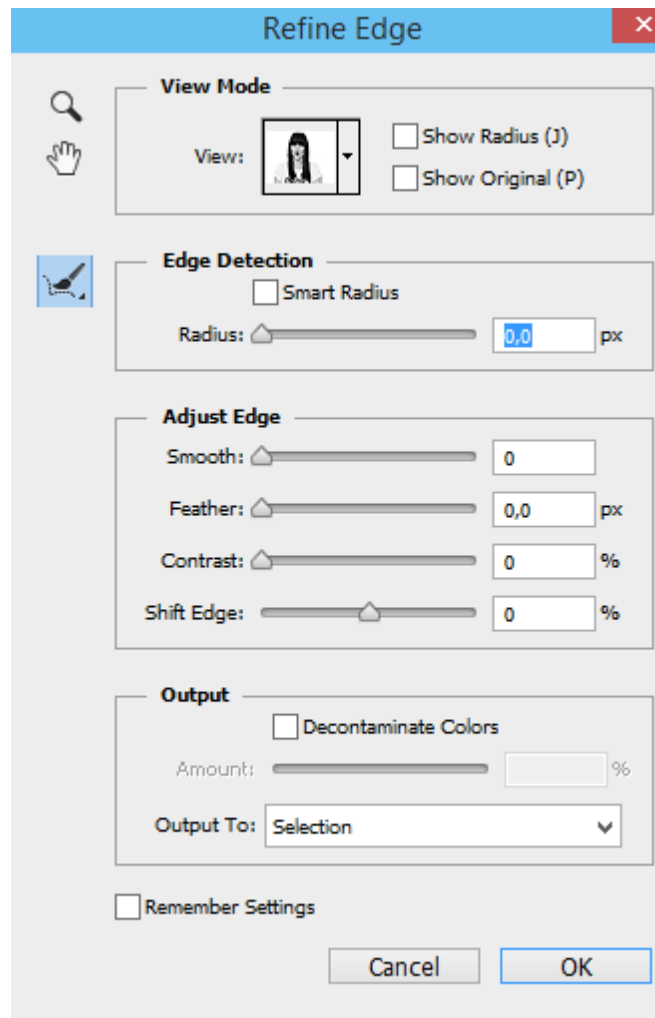 Refine Edge
View Mode
View:
Show Radius (J)
Show Original (P)
Edge Detection
Smart Radius
Radius: 0,0 px
Adjust Edge
Smooth: 0
Feather: 0,0 px
Contrast: 0 %
Shift Edge: 0 %
Output
Decontaminate Colors
Amount: %
Output To: Selection
Remember Settings
Cancel OK